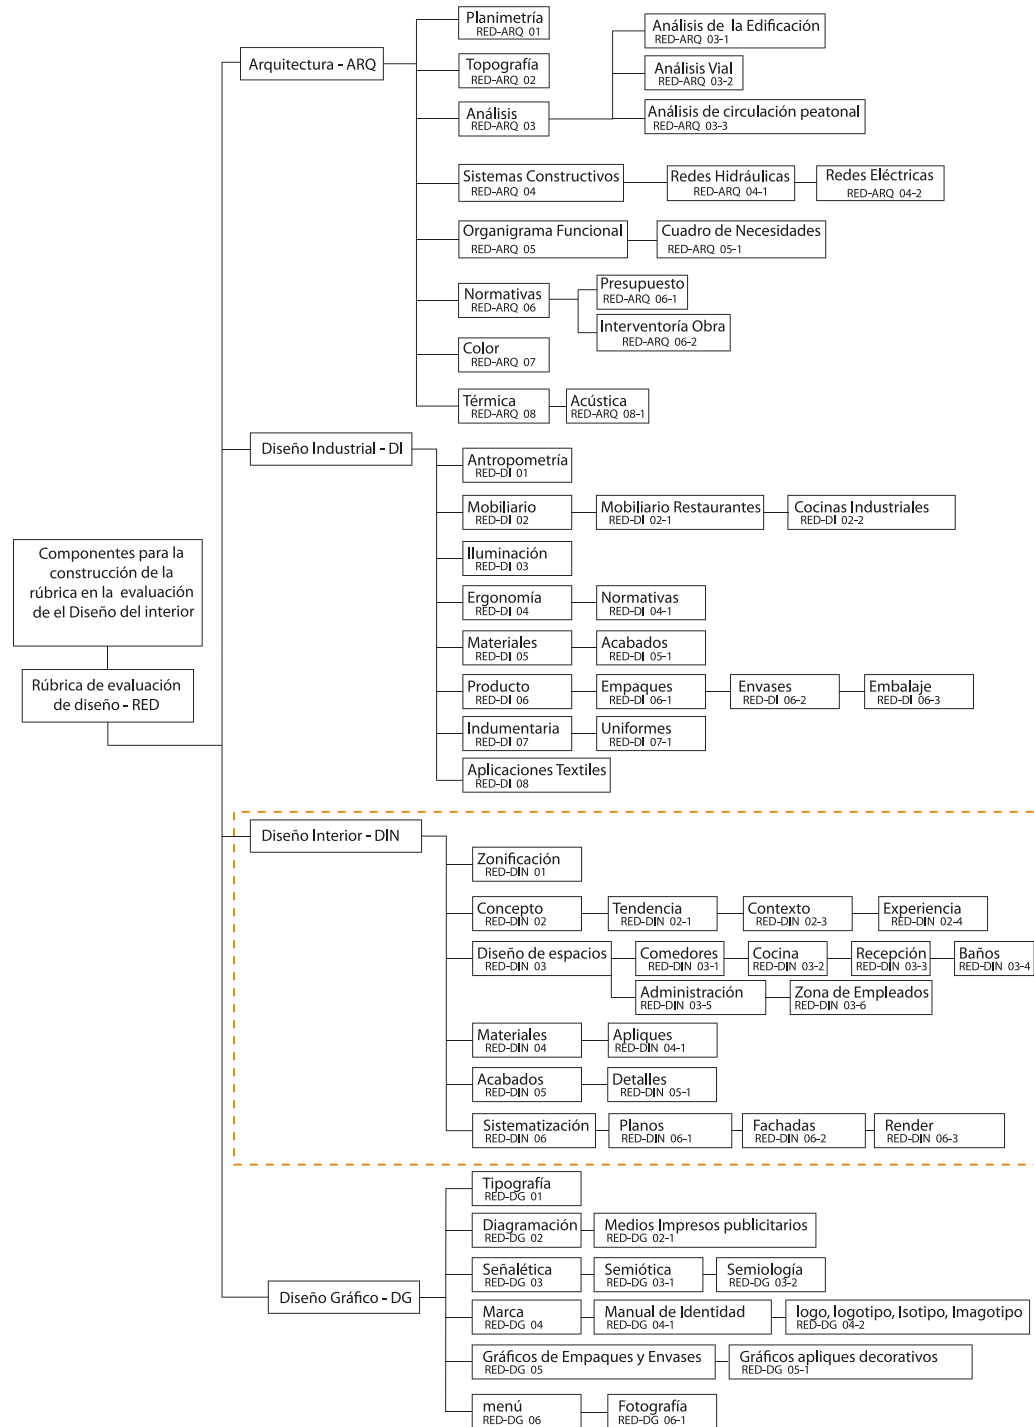 Componentes para la
construcción de la
rúbrica en la evaluación
de el Diseño del interior
Rúbrica de evaluación
de diseño - RED
Arquitectura - ARQ
Planimetría
RED-ARQ 01
Topografía
RED-ARQ 02
Análisis
RED-ARQ 03
Análisis de la Edificación
RED-ARQ 03-1
Análisis Vial
RED-ARQ 03-2
Análisis de circulación peatonal
RED-ARQ 03-3
Sistemas Constructivos
RED-ARQ 04
Redes Hidráulicas
RED-ARQ 04-1
Redes Eléctricas
RED-ARQ 04-2
Organigrama Funcional
RED-ARQ 05
Cuadro de Necesidades
RED-ARQ 05-1
Normativas
RED-ARQ 06
Presupuesto
RED-ARQ 06-1
Interventoría Obra
RED-ARQ 06-2
Color
RED-ARQ 07
Térmica
RED-ARQ 08
Acústica
RED-ARQ 08-1
Diseño Industrial - DI
Antropometría
RED-DI 01
Mobiliario
RED-DI 02
Mobiliario Restaurantes
RED-DI 02-1
Cocinas Industriales
RED-DI 02-2
Iluminación
RED-DI 03
Ergonomía
RED-DI 04
Normativas
RED-DI 04-1
Materiales
RED-DI 05
Acabados
RED-DI 05-1
Producto
RED-DI 06
Empaques
RED-DI 06-1
Envases
RED-DI 06-2
Embalaje
RED-DI 06-3
Indumentaria
RED-DI 07
Uniformes
RED-DI 07-1
Aplicaciones Textiles
RED-DI 08
Diseño Interior - DIN
Zonificación
RED-DIN 01
Concepto
RED-DIN 02
Tendencia
RED-DIN 02-1
Contexto
RED-DIN 02-3
Experiencia
RED-DIN 02-4
Diseño de espacios
RED-DIN 03
Comedores
RED-DIN 03-1
Cocina
RED-DIN 03-2
Recepción
RED-DIN 03-3
Baños
RED-DIN 03-4
Administración
RED-DIN 03-5
Zona de Empleados
RED-DIN 03-6
Materiales
RED-DIN 04
Apliques
RED-DIN 04-1
Acabados
RED-DIN 05
Detalles
RED-DIN 05-1
Sistematización
RED-DIN 06
Planos
RED-DIN 06-1
Fachadas
RED-DIN 06-2
Render
RED-DIN 06-3
Diseño Gráfico - DG
Tipografía
RED-DG 01
Diagramación
RED-DG 02
Medios Impresos publicitarios
RED-DG 02-1
Señalética
RED-DG 03
Semiótica
RED-DG 03-1
Semiología
RED-DG 03-2
Marca
RED-DG 04
Manual de Identidad
RED-DG 04-1
logo, logotipo, Isotipo, Imagotipo
RED-DG 04-2
Gráficos de Empaques y Envases
RED-DG 05
Gráficos apliques decorativos
RED-DG 05-1
menú
RED-DG 06
Fotografía
RED-DG 06-1